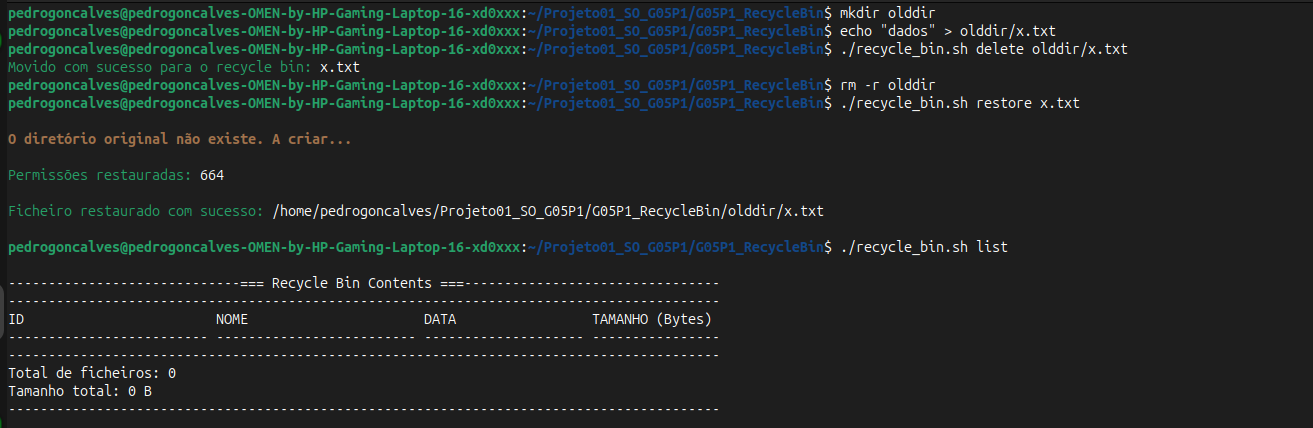 pedrogoncalves@pedrogoncalves-OMEN-by-HP-Gaming-Laptop-16-xd0xxx:~/Projeto01_SO_G05P1/G05P1_RecycleBin$ mkdir olddir
pedrogoncalves@pedrogoncalves-OMEN-by-HP-Gaming-Laptop-16-xd0xxx:~/Projeto01_SO_G05P1/G05P1_RecycleBin$ echo "dados" > olddir/x.txt
pedrogoncalves@pedrogoncalves-OMEN-by-HP-Gaming-Laptop-16-xd0xxx:~/Projeto01_SO_G05P1/G05P1_RecycleBin$ ./recycle_bin.sh delete olddir/x.txt
Movido com sucesso para o recycle bin: x.txt
pedrogoncalves@pedrogoncalves-OMEN-by-HP-Gaming-Laptop-16-xd0xxx:~/Projeto01_SO_G05P1/G05P1_RecycleBin$ rm -r olddir
pedrogoncalves@pedrogoncalves-OMEN-by-HP-Gaming-Laptop-16-xd0xxx:~/Projeto01_SO_G05P1/G05P1_RecycleBin$ ./recycle_bin.sh restore x.txt
O diretório original não existe. A criar...
Permissões restauradas: 664
Ficheiro restaurado com sucesso: /home/pedrogoncalves/Projeto01_SO_G05P1/G05P1_RecycleBin/olddir/x.txt
pedrogoncalves@pedrogoncalves-OMEN-by-HP-Gaming-Laptop-16-xd0xxx:~/Projeto01_SO_G05P1/G05P1_RecycleBin$ ./recycle_bin.sh list
-----------------------------=== Recycle Bin Contents ===--------------------------------
-----------------------------------------------------------------------------------------
ID                        NOME                      DATA                 TAMANHO (Bytes)
------------------------- ------------------------- -------------------- ----------------
-----------------------------------------------------------------------------------------
Total de ficheiros: 0
Tamanho total: 0 B
-----------------------------------------------------------------------------------------